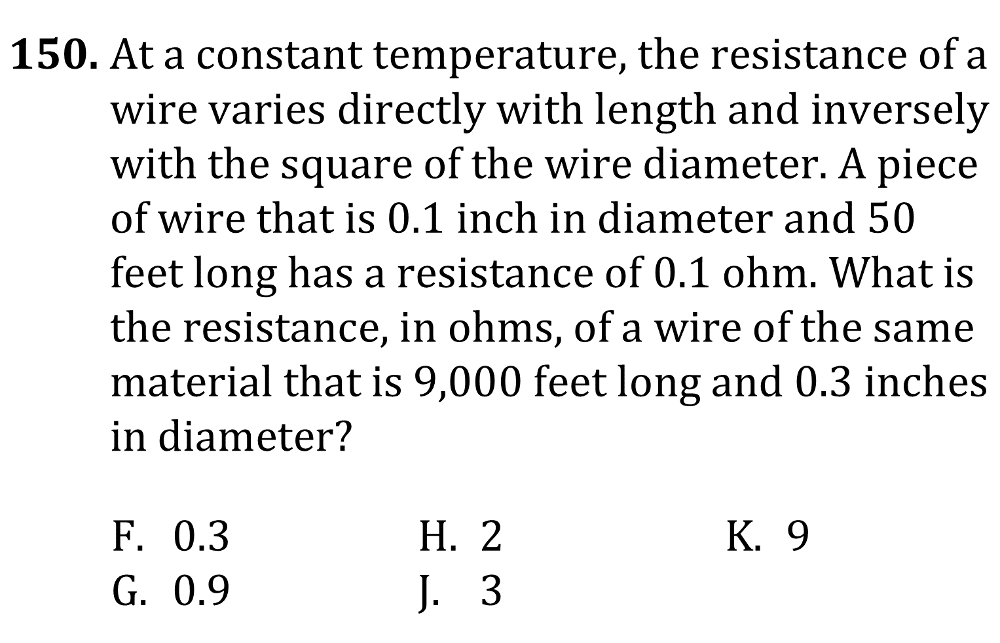 150. At a constant temperature, the resistance of a
wire varies directly with length and inversely
with the square of the wire diameter. A piece
of wire that is 0.1 inch in diameter and 50
feet long has a resistance of 0.1 ohm. What is
the resistance, in ohms, of a wire of the same
material that is 9,000 feet long and 0.3 inches
in diameter?
F. 0.3 H. 2 K. 9
G. 0.9 J. 3